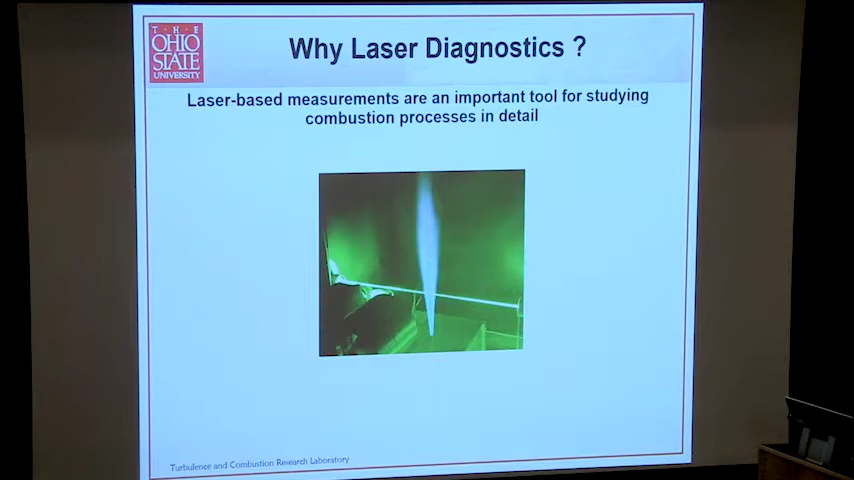 THE
OHIO
STATE
UNIVERSITY
Why Laser Diagnostics ?
Laser-based measurements are an important tool for studying
combustion processes in detail
Turbulence and Combustion Research Laboratory